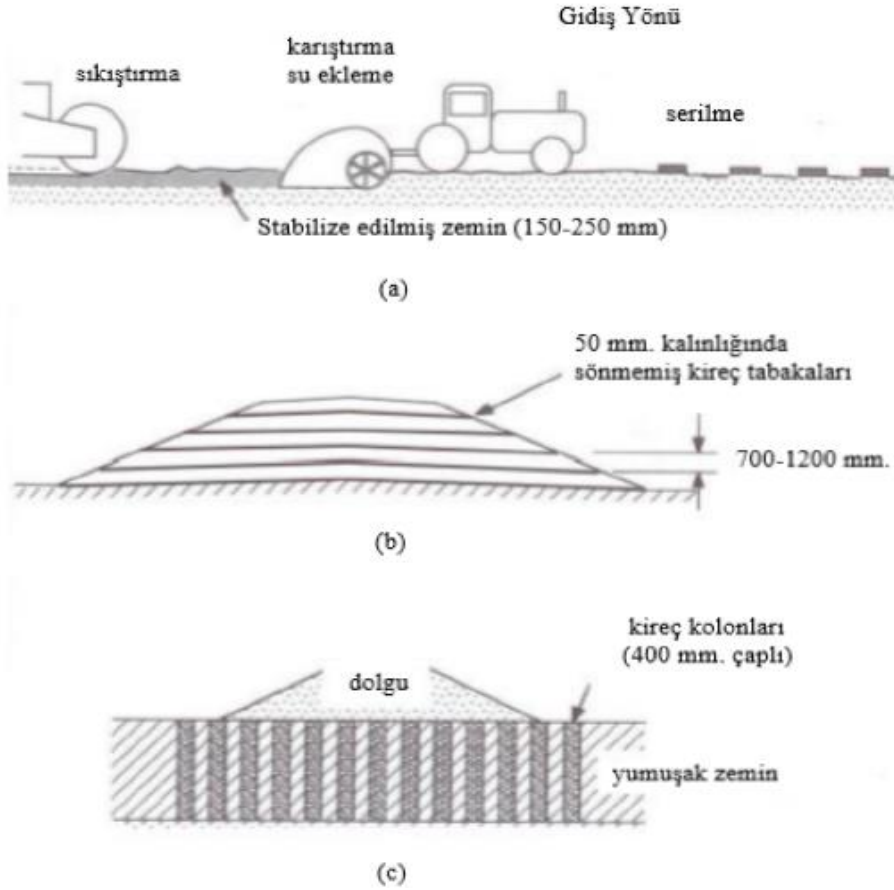 Gidiş Yönü
karıştırma
su ekleme
sıkıştırma
serilme
Stabilize edilmiş zemin (150-250 mm)
(a)
50 mm. kalınlığında
sönmemiş kireç tabakaları
700-1200 mm.
(b)
kireç kolonları
(400 mm. çaplı)
dolgu
yumuşak zemin
(c)